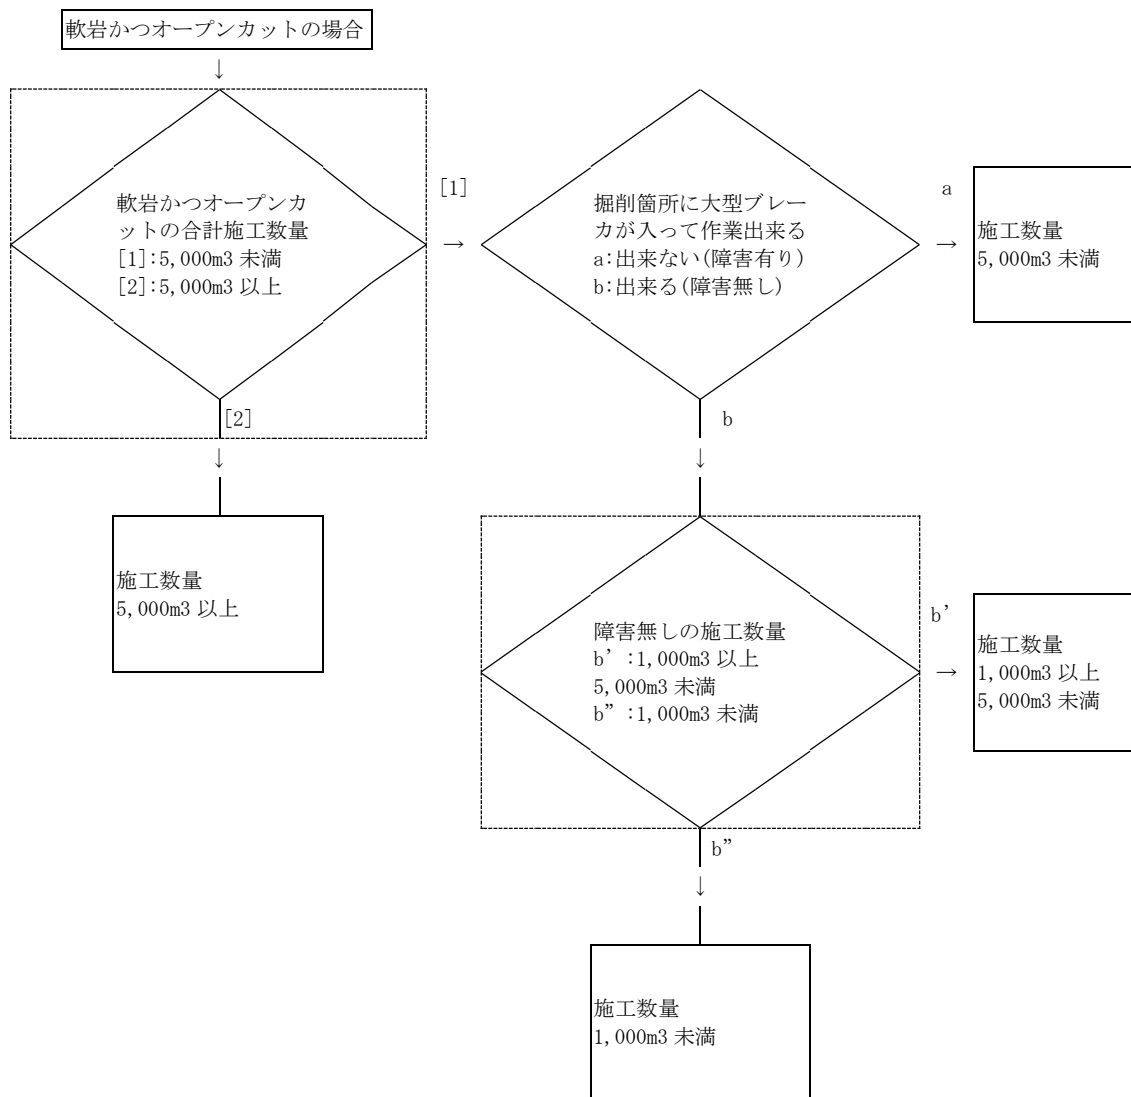 軟岩かつオープンカットの場合
↓
軟岩かつオープンカ
ットの合計施工数量
[1]:5,000m3 未満
[2]:5,000m3 以上
[1]
→
掘削箇所に大型ブレー
カが入って作業出来る
a:出来ない(障害有り)
b:出来る(障害無し)
a
→
施工数量
5,000m3 未満
[2]
↓
b
↓
施工数量
5,000m3 以上
障害無しの施工数量
b’:1,000m3 以上
5,000m3 未満
b”:1,000m3 未満
b’
→
施工数量
1,000m3 以上
5,000m3 未満
b”
↓
施工数量
1,000m3 未満